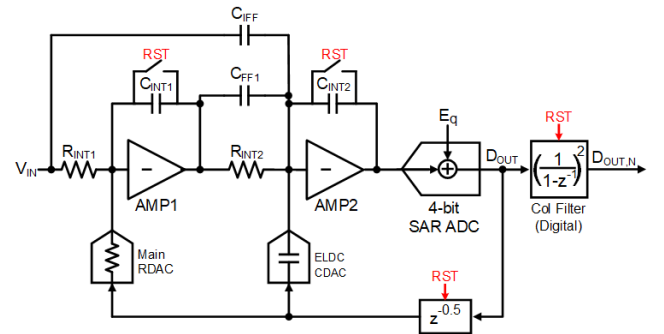 C_IFF
RST
C_INT1
C_FF1
RST
C_INT2
V_IN
R_INT1
−
AMP1
R_INT2
−
AMP2
E_q
+
4-bit
SAR ADC
D_OUT
RST
(1/(1-z^-1))^2
D_OUT,N
Col Filter
(Digital)
Main
RDAC
ELDC
CDAC
RST
z^-0.5